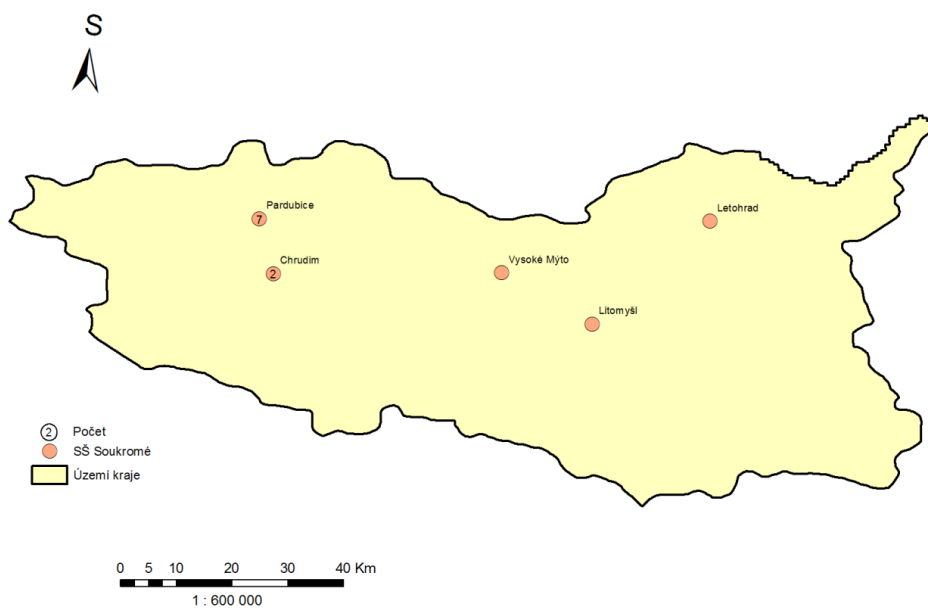 S
Pardubice
7
Letohrad
Chrudim
2
Vysoké Mýto
Litomyšl
2 Počet
SŠ Soukromé
Území kraje
0 5 10 20 30 40 Km
1 : 600 000